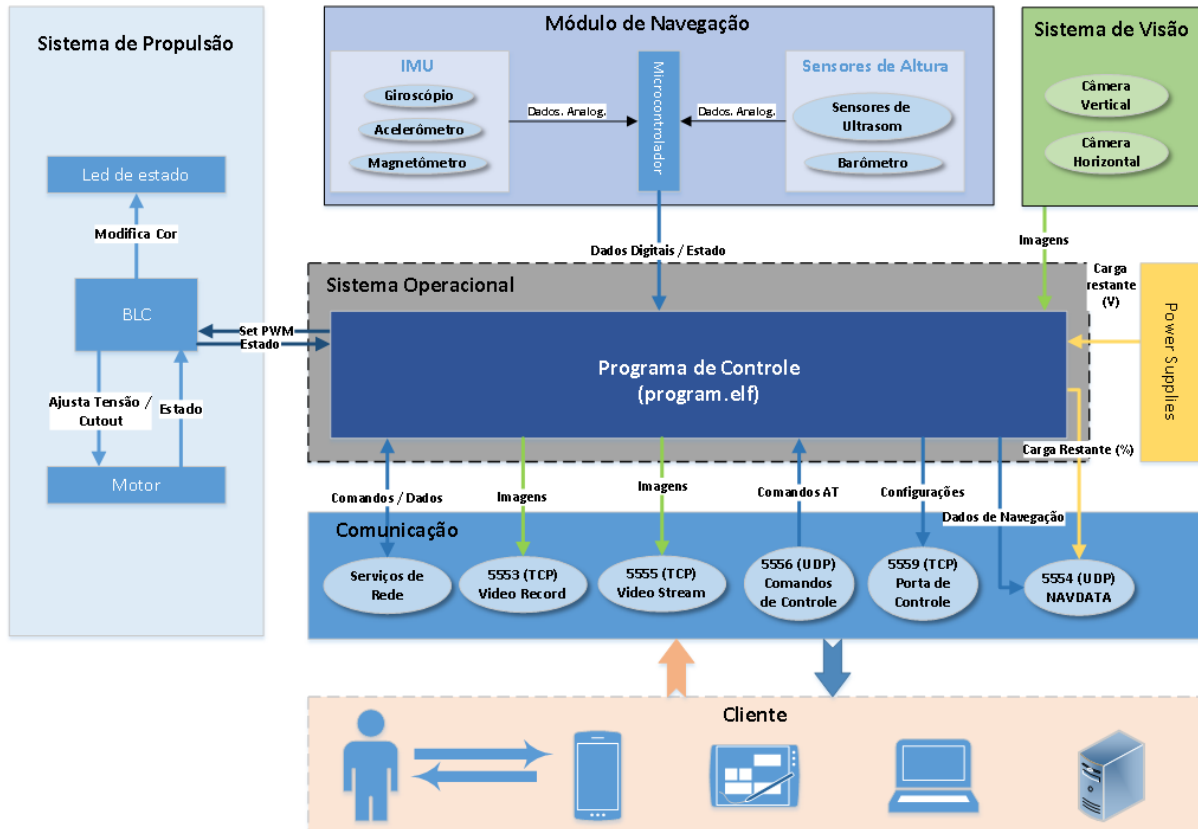 Sistema de Propulsão
Led de estado
Modifica Cor
BLC
Ajusta Tensão /
Cutout
Estado
Motor
Set PWM
Estado
Módulo de Navegação
IMU
Giroscópio
Acelerômetro
Magnetômetro
Dados. Analog.
Microcontrolador
Dados. Analog.
Sensores de Altura
Sensores de
Ultrasom
Barômetro
Dados Digitais / Estado
Sistema de Visão
Câmera
Vertical
Câmera
Horizontal
Imagens
Sistema Operacional
Programa de Controle
(program.elf)
Carga
restante
(V)
Power Supplies
Carga Restante (%)
Comandos / Dados
Imagens
Imagens
Comandos AT
Configurações
Dados de Navegação
Comunicação
Serviços de
Rede
5553 (TCP)
Video Record
5555 (TCP)
Video Stream
5556 (UDP)
Comandos
de Controle
5559 (TCP)
Porta de
Controle
5554 (UDP)
NAVDATA
Cliente